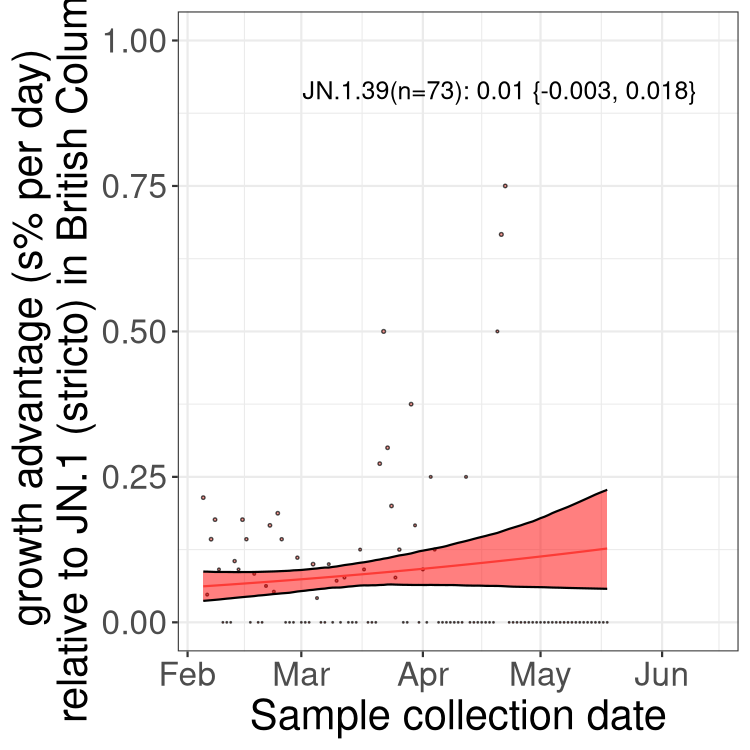 growth advantage (s% per day)
relative to JN.1 (stricto) in British Colum
1.00
0.75
0.50
0.25
0.00
JN.1.39(n=73): 0.01 {-0.003, 0.018}
Feb Mar Apr May Jun
Sample collection date